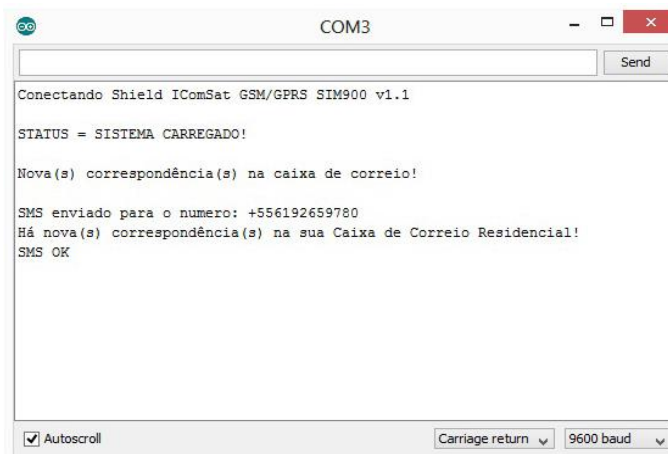 COM3
Send
Conectando Shield IComSat GSM/GPRS SIM900 v1.1
STATUS = SISTEMA CARREGADO!
Nova(s) correspondência(s) na caixa de correio!
SMS enviado para o numero: +556192659780
Há nova(s) correspondência(s) na sua Caixa de Correio Residencial!
SMS OK
Autoscroll
Carriage return
9600 baud